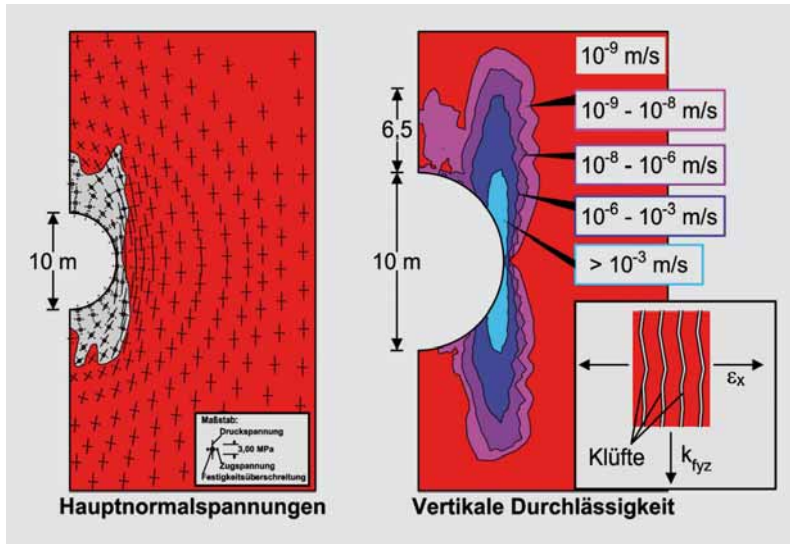 10 m
Maßstab:
Druckspannung
3,00 MPa
Zugspannung
Festigkeitsüberschreitung
Hauptnormalspannungen
6,5
10 m
10⁻⁹ m/s
10⁻⁹ - 10⁻⁸ m/s
10⁻⁸ - 10⁻⁶ m/s
10⁻⁶ - 10⁻³ m/s
> 10⁻³ m/s
εₓ
Klüfte
k_fyz
Vertikale Durchlässigkeit